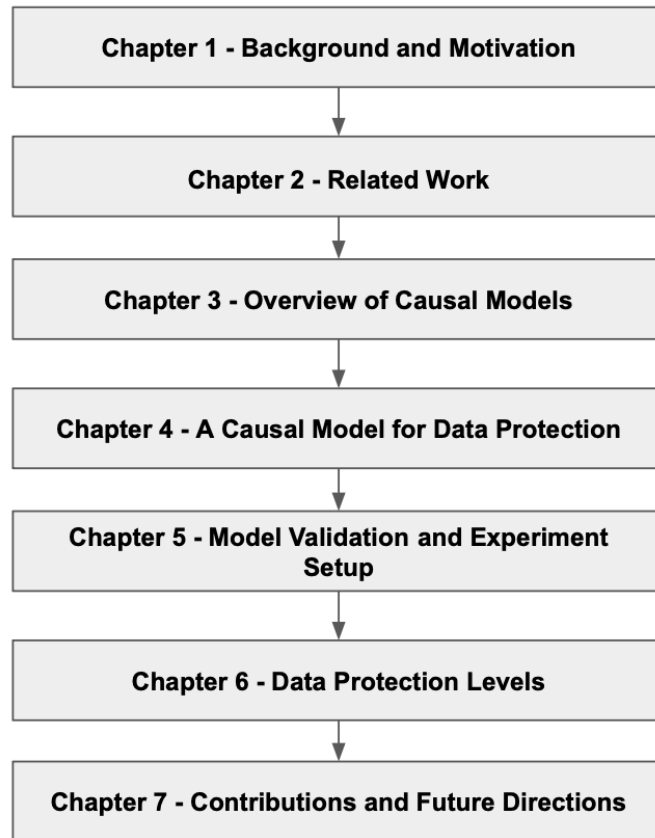 Chapter 1 - Background and Motivation
Chapter 2 - Related Work
Chapter 3 - Overview of Causal Models
Chapter 4 - A Causal Model for Data Protection
Chapter 5 - Model Validation and Experiment
Setup
Chapter 6 - Data Protection Levels
Chapter 7 - Contributions and Future Directions